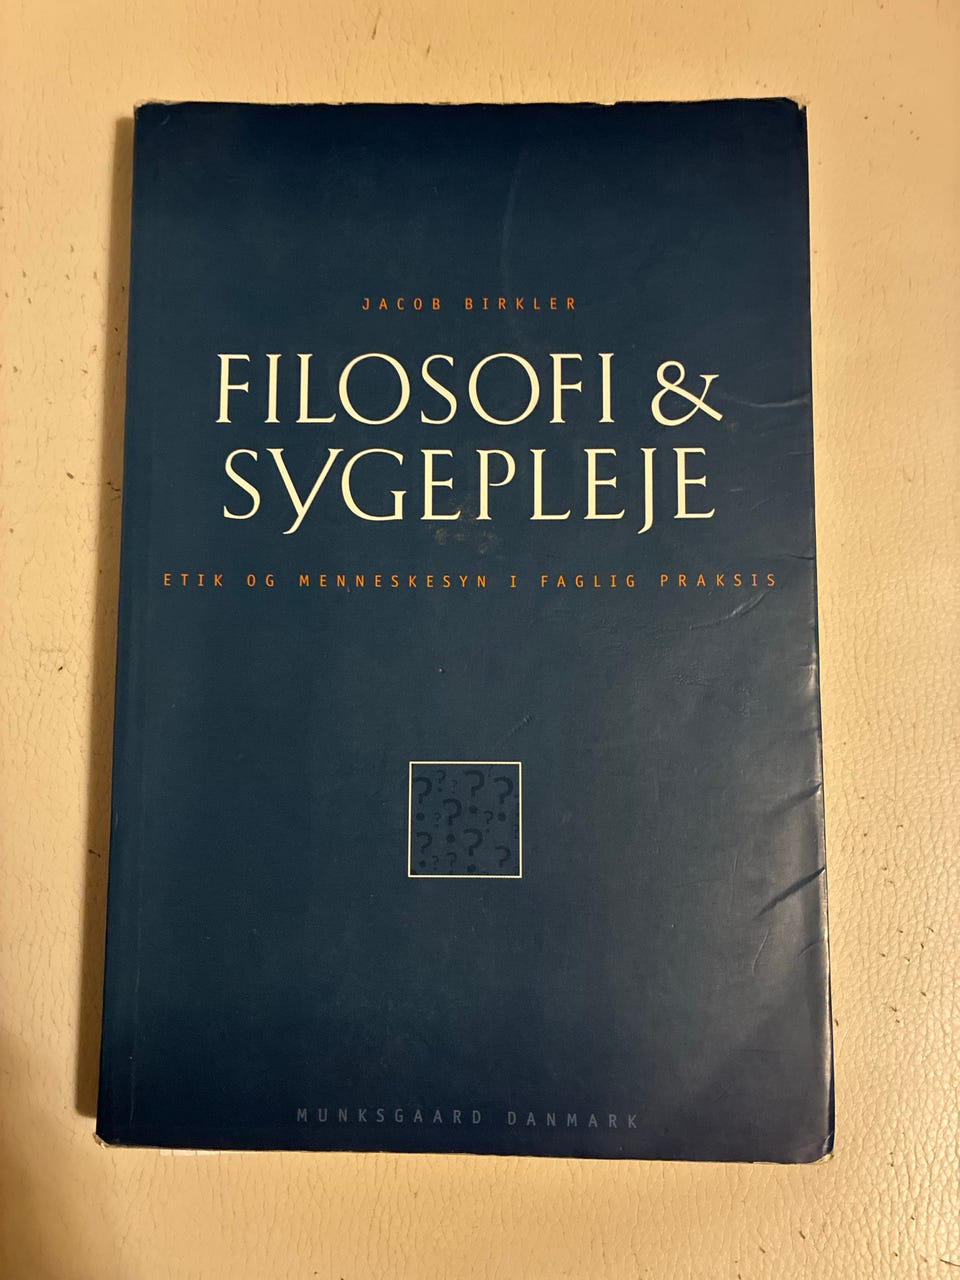 JACOB BIRKLER
FILOSOFI &
SYGEPLEJE
ETIK OG MENNESKESYN I FAGLIG PRAKSIS
? ? ? ? ? ? ? ? ? ? ? ? ? ?
MUNKSGAARD DANMARK